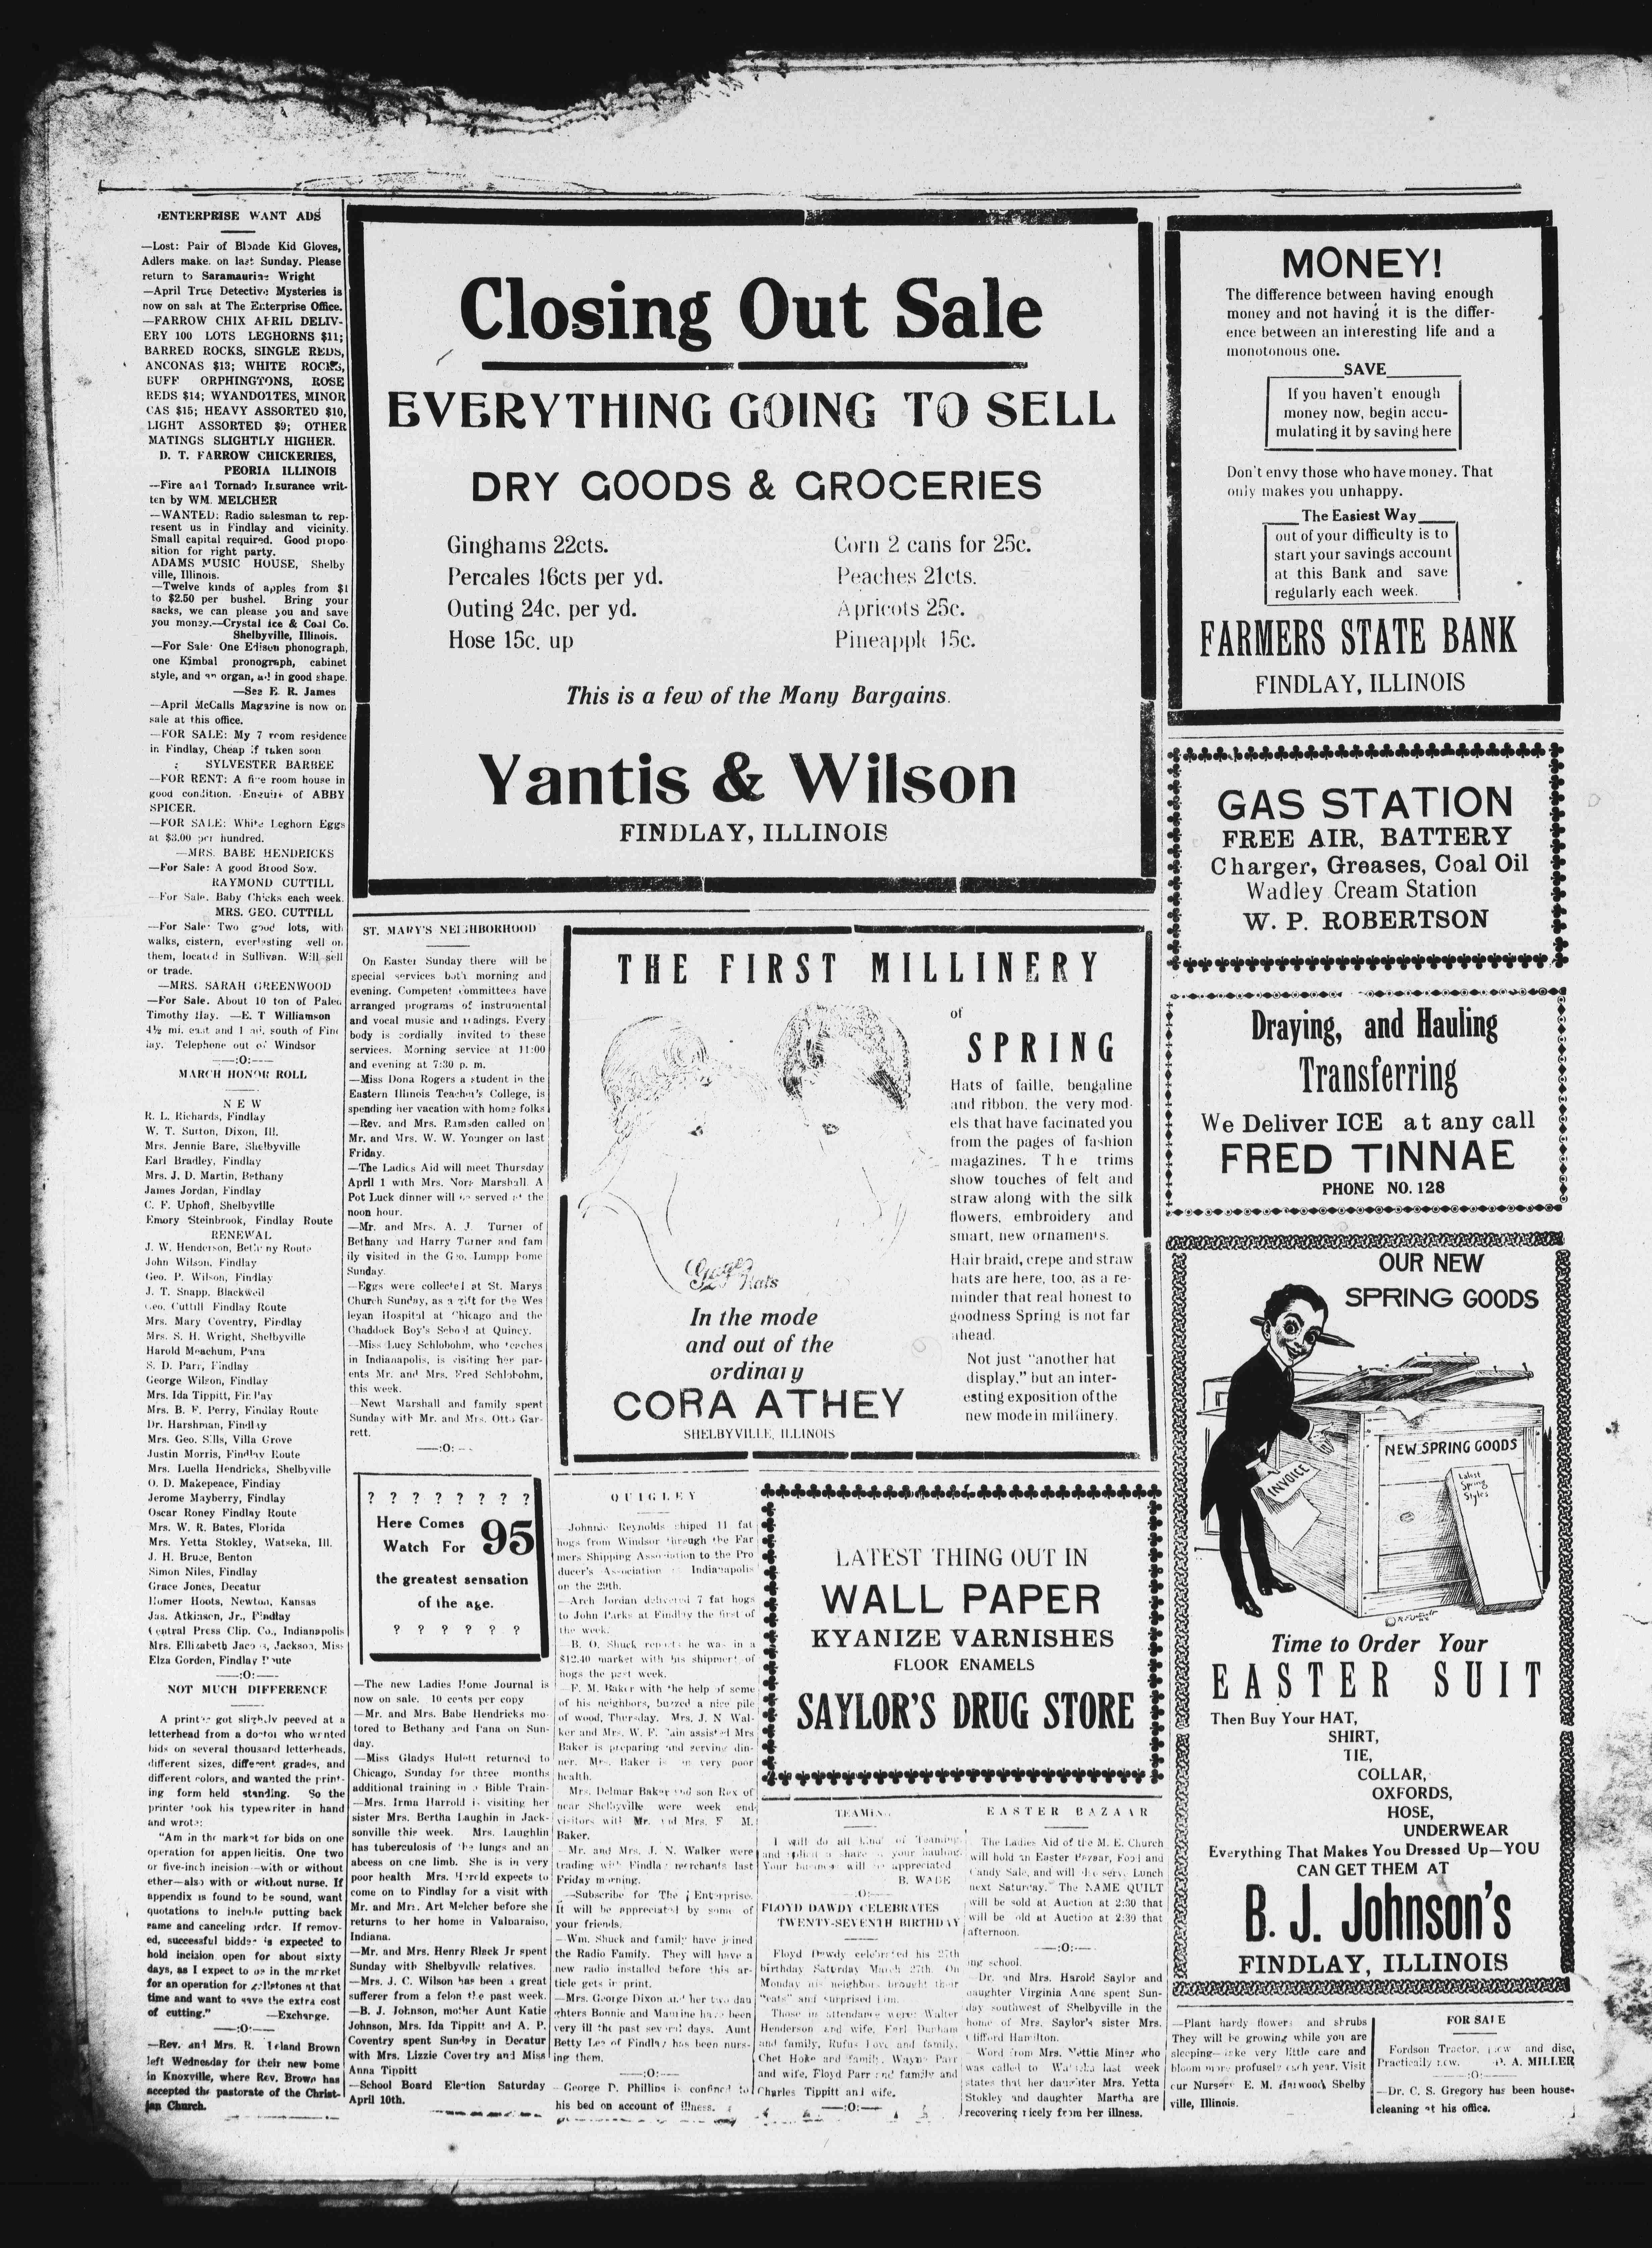 ENTERPRISE WANT ADS
—Lost: Pair of Blonde Kid Gloves,
Adlers make. on last Sunday. Please
return to Saramaurine Wright
—April True Detective Mysteries is
now on sale at The Enterprise Office.
—FARROW CHIX APRIL DELIV-
ERY 100 LOTS LEGHORNS $11;
BARRED ROCKS, SINGLE REDS,
ANCONAS $13; WHITE ROCKS,
BUFF ORPHINGTONS, ROSE
REDS $14; WYANDOTTES, MINOR
CAS $15; HEAVY ASSORTED $10,
LIGHT ASSORTED $9; OTHER
MATINGS SLIGHTLY HIGHER.
D. T. FARROW CHICKERIES,
PEORIA ILLINOIS
—Fire and Tornado Insurance writ-
ten by WM. MELCHER
—WANTED: Radio salesman to rep-
resent us in Findlay and vicinity.
Small capital required. Good propo-
sition for right party.
ADAMS MUSIC HOUSE, Shelby
ville, Illinois.
—Twelve kinds of apples from $1
to $2.50 per bushel. Bring your
sacks, we can please you and save
you money.—Crystal Ice & Coal Co.
Shelbyville, Illinois.
—For Sale: One Edison phonograph,
one Kimbal pronograph, cabinet
style, and an organ, all in good shape.
—See E. R. James
—April McCalls Magazine is now on
sale at this office.
—FOR SALE: My 7 room residence
in Findlay, Cheap if taken soon
SYLVESTER BARBEE
—FOR RENT: A five room house in
good condition. Enquire of ABBY
SPICER.
—FOR SALE: White Leghorn Eggs
at $3.00 per hundred.
—MRS. BABE HENDRICKS
—For Sale: A good Brood Sow.
RAYMOND CUTTILL
—For Sale. Baby Chicks each week.
MRS. GEO. CUTTILL
—For Sale: Two good lots, with
walks, cistern, everlasting well on
them, located in Sullivan. Will sell
or trade.
—MRS. SARAH GREENWOOD
—For Sale. About 10 ton of Paled
Timothy Hay. —E. T Williamson
4½ mi. east and 1 mi. south of Find
lay. Telephone out of Windsor
—:O:—
MARCH HONOR ROLL
NEW
R. L. Richards, Findlay
W. T. Sutton, Dixon, Ill.
Mrs. Jennie Bare, Shelbyville
Earl Bradley, Findlay
Mrs. J. D. Martin, Bethany
James Jordan, Findlay
C. F. Uphoff, Shelbyville
Emory Steinbrook, Findlay Route
RENEWAL
J. W. Henderson, Bethany Route
John Wilson, Findlay
Geo. P. Wilson, Findlay
J. T. Snapp, Blackwell
Geo. Cuttill Findlay Route
Mrs. Mary Coventry, Findlay
Mrs. S. H. Wright, Shelbyville
Harold Meachum, Pana
S. D. Parr, Findlay
George Wilson, Findlay
Mrs. Ida Tippitt, Findlay
Mrs. B. F. Perry, Findlay Route
Dr. Harshman, Findlay
Mrs. Geo. Sills, Villa Grove
Justin Morris, Findlay Route
Mrs. Luella Hendricks, Shelbyville
O. D. Makepeace, Findlay
Jerome Mayberry, Findlay
Oscar Roney Findlay Route
Mrs. W. R. Bates, Florida
Mrs. Yetta Stokley, Watseka, Ill.
J. H. Bruce, Benton
Simon Niles, Findlay
Grace Jones, Decatur
Homer Hoots, Newton, Kansas
Jas. Atkinson, Jr., Findlay
Central Press Clip. Co., Indianapolis
Mrs. Ellizabeth Jacobs, Jackson, Miss
Elza Gordon, Findlay Route
—:O:—
NOT MUCH DIFFERENCE
A printer got slightly peeved at a
letterhead from a doctor who wanted
bids on several thousand letterheads,
different sizes, different grades, and
different colors, and wanted the print-
ing form held standing. So the
printer took his typewriter in hand
and wrote:
"Am in the market for bids on one
operation for appendicitis. One two
or five-inch incision—with or without
ether—also with or without nurse. If
appendix is found to be sound, want
quotations to include putting back
same and canceling order. If remov-
ed, successful bidder is expected to
hold incision open for about sixty
days, as I expect to be in the market
for an operation for gallstones at that
time and want to save the extra cost
of cutting." —Exchange.
—:O:—
—Rev. and Mrs. R. Leland Brown
left Wednesday for their new home
in Knoxville, where Rev. Brown has
accepted the pastorate of the Christ-
ian Church.
Closing Out Sale
EVERYTHING GOING TO SELL
DRY GOODS & GROCERIES
Ginghams 22cts.
Percales 16cts per yd.
Outing 24c. per yd.
Hose 15c. up
Corn 2 cans for 25c.
Peaches 21cts.
Apricots 25c.
Pineapple 15c.
This is a few of the Many Bargains.
Yantis & Wilson
FINDLAY, ILLINOIS
ST. MARY'S NEIGHBORHOOD
On Easter Sunday there will be
special services both morning and
evening. Competent committees have
arranged programs of instrumental
and vocal music and readings. Every
body is cordially invited to these
services. Morning service at 11:00
and evening at 7:30 p. m.
—Miss Dona Rogers a student in the
Eastern Illinois Teacher's College, is
spending her vacation with home folks
—Rev. and Mrs. Ramsden called on
Mr. and Mrs. W. W. Younger on last
Friday.
—The Ladies Aid will meet Thursday
April 1 with Mrs. Nora Marshall. A
Pot Luck dinner will be served at the
noon hour.
—Mr. and Mrs. A. J. Turner of
Bethany and Harry Turner and fam
ily visited in the Geo. Lumpp home
Sunday.
—Eggs were collected at St. Marys
Church Sunday, as a gift for the Wes
leyan Hospital at Chicago and the
Chaddock Boy's School at Quincy.
—Miss Lucy Schlobohm, who teaches
in Indianapolis, is visiting her par-
ents Mr. and Mrs. Fred Schlobohm,
this week.
—Newt Marshall and family spent
Sunday with Mr. and Mrs. Otto Gar-
rett.
—:O:—
? ? ? ? ? ? ? ?
Here Comes
Watch For 95
the greatest sensation
of the age.
? ? ? ? ? ?
—The new Ladies Home Journal is
now on sale. 10 cents per copy
—Mr. and Mrs. Babe Hendricks mo-
tored to Bethany and Pana on Sun-
day.
—Miss Gladys Hulett returned to
Chicago, Sunday for three months
additional training in a Bible Train-
—Mrs. Irma Harrold is visiting her
sister Mrs. Bertha Laughin in Jack-
sonville this week. Mrs. Laughlin
has tuberculosis of the lungs and an
abcess on one limb. She is in very
poor health Mrs. Herold expects to
come on to Findlay for a visit with
Mr. and Mrs. Art Melcher before she
returns to her home in Valparaiso,
Indiana.
—Mr. and Mrs. Henry Bleck Jr spent
Sunday with Shelbyville relatives.
—Mrs. J. C. Wilson has been a great
sufferer from a felon the past week.
—B. J. Johnson, mother Aunt Katie
Johnson, Mrs. Ida Tippitt and A. P.
Coventry spent Sunday in Decatur
with Mrs. Lizzie Coventry and Miss
Anna Tippitt
—School Board Election Saturday
April 10th.
THE FIRST MILLINERY
of
SPRING
Hats of faille, bengaline
and ribbon, the very mod-
els that have facinated you
from the pages of fashion
magazines. The trims
show touches of felt and
straw along with the silk
flowers, embroidery and
smart, new ornaments.
Hair braid, crepe and straw
hats are here, too, as a re-
minder that real honest to
goodness Spring is not far
ahead.
Not just "another hat
display," but an inter-
esting exposition of the
new mode in millinery.
Gage Hats
In the mode
and out of the
ordinary
CORA ATHEY
SHELBYVILLE, ILLINOIS
QUIGLEY
Johnnie Reynolds shiped 11 fat
hogs from Windsor through the Far
mers Shipping Association to the Pro
ducer's Association Indianapolis
on the 29th.
—Arch Jordan delivered 7 fat hogs
to John Parks at Findlay the first of
the week.
—B. O. Shuck reports he was in a
$12.40 market with his shipment of
hogs the past week.
—F. M. Baker with the help of some
of his neighbors, buzzed a nice pile
of wood, Thursday. Mrs. J. N Wal-
ker and Mrs. W. F. Cain assisted Mrs
Baker is preparing and serving din-
ner. Mrs. Baker is in very poor
health.
Mrs. Delmar Baker and son Rex of
near Shelbyville were week end
visitors with Mr. and Mrs. F M.
Baker.
—Mr. and Mrs. J. N. Walker were
trading with Findlay merchants last
Friday morning.
—Subscribe for The Enterprise.
It will be appreciated by some of
your friends.
—Wm. Shuck and family have joined
the Radio Family. They will have a
new radio installed before this ar-
ticle gets in print.
—Mrs. George Dixon and her two dau
ghters Bonnie and Maxine have been
very ill the past several days. Aunt
Betty Lee of Findlay has been nurs-
ing them.
—:O:—
—George D. Phillips is confined to
his bed on account of illness.
LATEST THING OUT IN
WALL PAPER
KYANIZE VARNISHES
FLOOR ENAMELS
SAYLOR'S DRUG STORE
TEAMING
I will do all kind of Teaming
and solicit a share your hauling.
Your business will be appreciated
B. WADE
—:O:—
FLOYD DAWDY CELEBRATES
TWENTY-SEVENTH BIRTHDAY
Floyd Dowdy celebrated his 27th
birthday Saturday March 27th. On
Monday his neighbors brought their
"eats" and surprised him.
Those in attendance were: Walter
Henderson and wife, Earl Durham
and family, Rufus Love and family,
Chet Hoke and family, Wayne Parr
and wife, Floyd Parr and family and
Charles Tippitt and wife.
—:O:—
EASTER BAZAAR
The Ladies Aid of the M. E. Church
will hold an Easter Bazaar, Food and
Candy Sale, and will also serve Lunch
next Saturday. The NAME QUILT
will be sold at Auction at 2:30 that
will be old at Auction at 2:30 that
afternoon.
—:O:—
ing school.
—Dr. and Mrs. Harold Saylor and
daughter Virginia Anne spent Sun-
day southwest of Shelbyville in the
home of Mrs. Saylor's sister Mrs.
Clifford Hamilton.
—Word from Mrs. Nettie Miner who
was called to Watseka last week
states that her daughter Mrs. Yetta
Stokley and daughter Martha are
recovering nicely from her illness.
MONEY!
The difference between having enough
money and not having it is the differ-
ence between an interesting life and a
monotonous one.
SAVE
If you haven't enough
money now, begin accu-
mulating it by saving here
Don't envy those who have money. That
only makes you unhappy.
The Easiest Way
out of your difficulty is to
start your savings account
at this Bank and save
regularly each week.
FARMERS STATE BANK
FINDLAY, ILLINOIS
GAS STATION
FREE AIR, BATTERY
Charger, Greases, Coal Oil
Wadley Cream Station
W. P. ROBERTSON
Draying, and Hauling
Transferring
We Deliver ICE at any call
FRED TINNAE
PHONE NO. 128
OUR NEW
SPRING GOODS
NEW SPRING GOODS
INVOICE
Latest
Spring
Styles
Time to Order Your
EASTER SUIT
Then Buy Your HAT,
SHIRT,
TIE,
COLLAR,
OXFORDS,
HOSE,
UNDERWEAR
Everything That Makes You Dressed Up—YOU
CAN GET THEM AT
B. J. Johnson's
FINDLAY, ILLINOIS
—Plant hardy flowers and shrubs
They will be growing while you are
sleeping—take very little care and
bloom more profusely each year. Visit
our Nursery E. M. Harwood, Shelby
ville, Illinois.
FOR SALE
Fordson Tractor, plow and disc,
Practically new. D. A. MILLER
—:O:—
—Dr. C. S. Gregory has been house-
cleaning at his office.